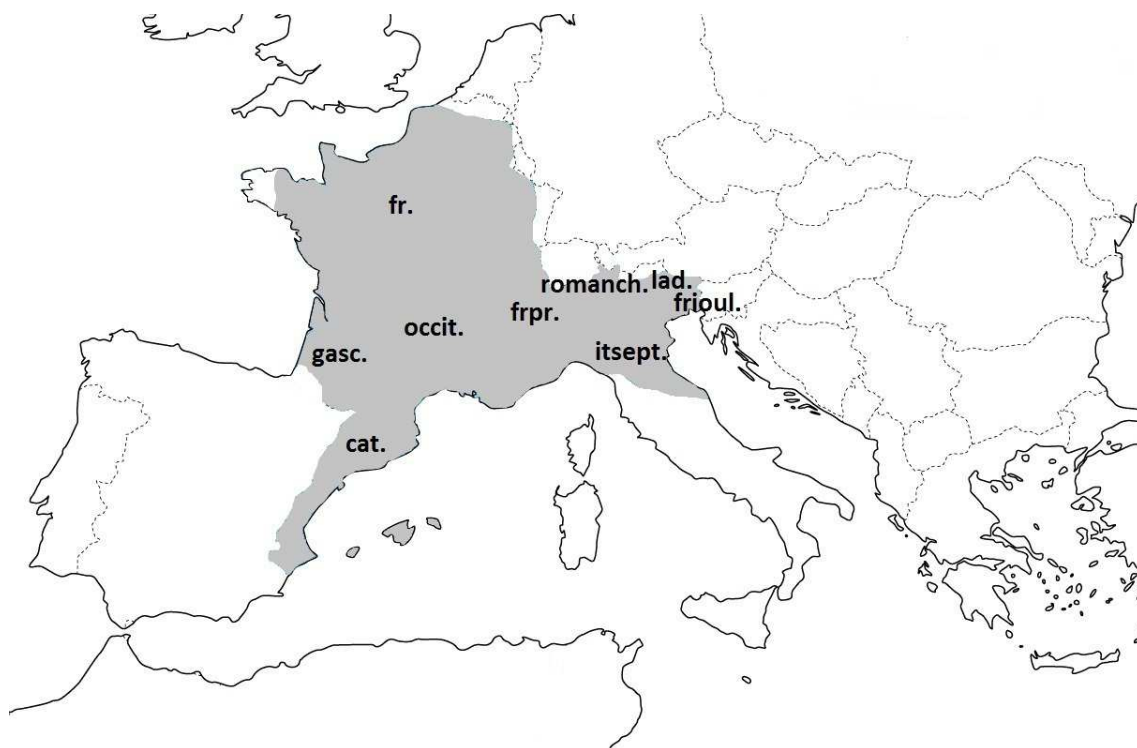 fr.
romanch.
lad.
frioul.
frpr.
occit.
gasc.
itsept.
cat.